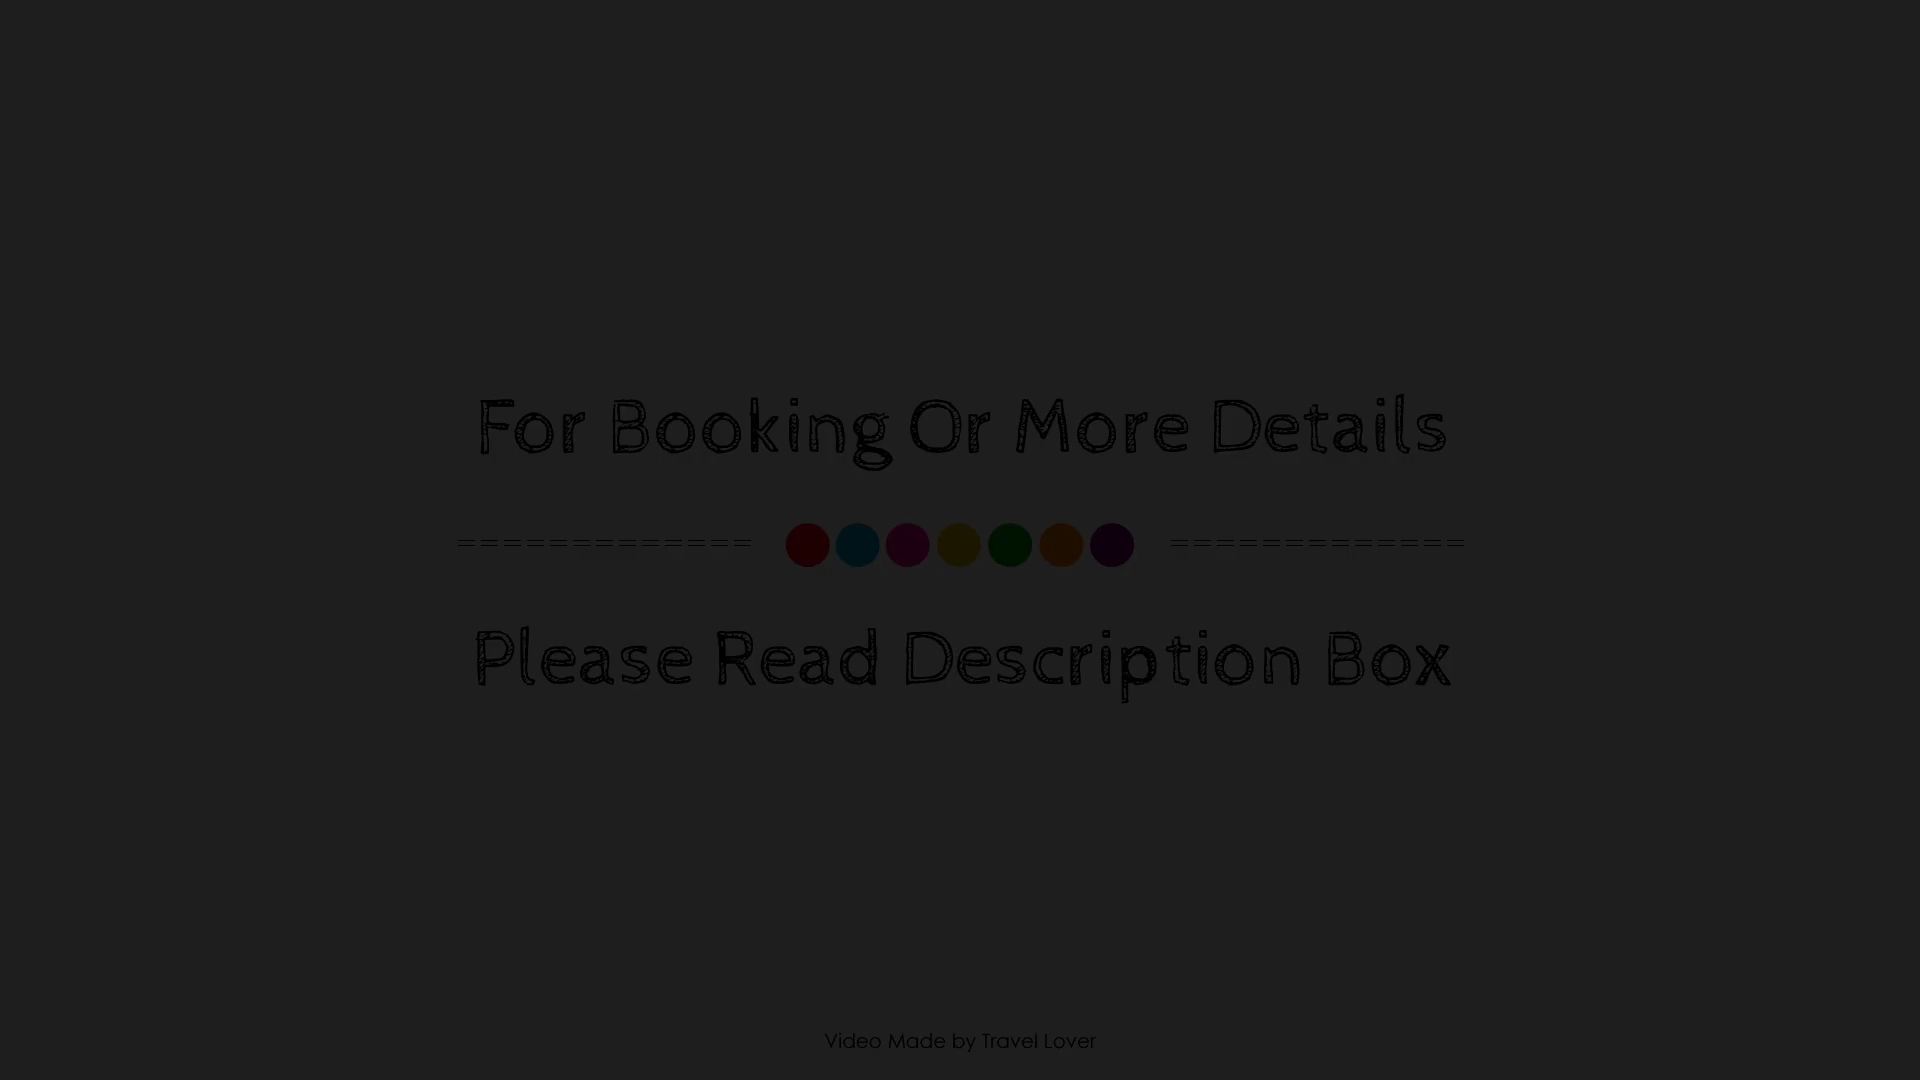 For Booking Or More Details
============= =============
Please Read Description Box
Video Made by Travel Lover